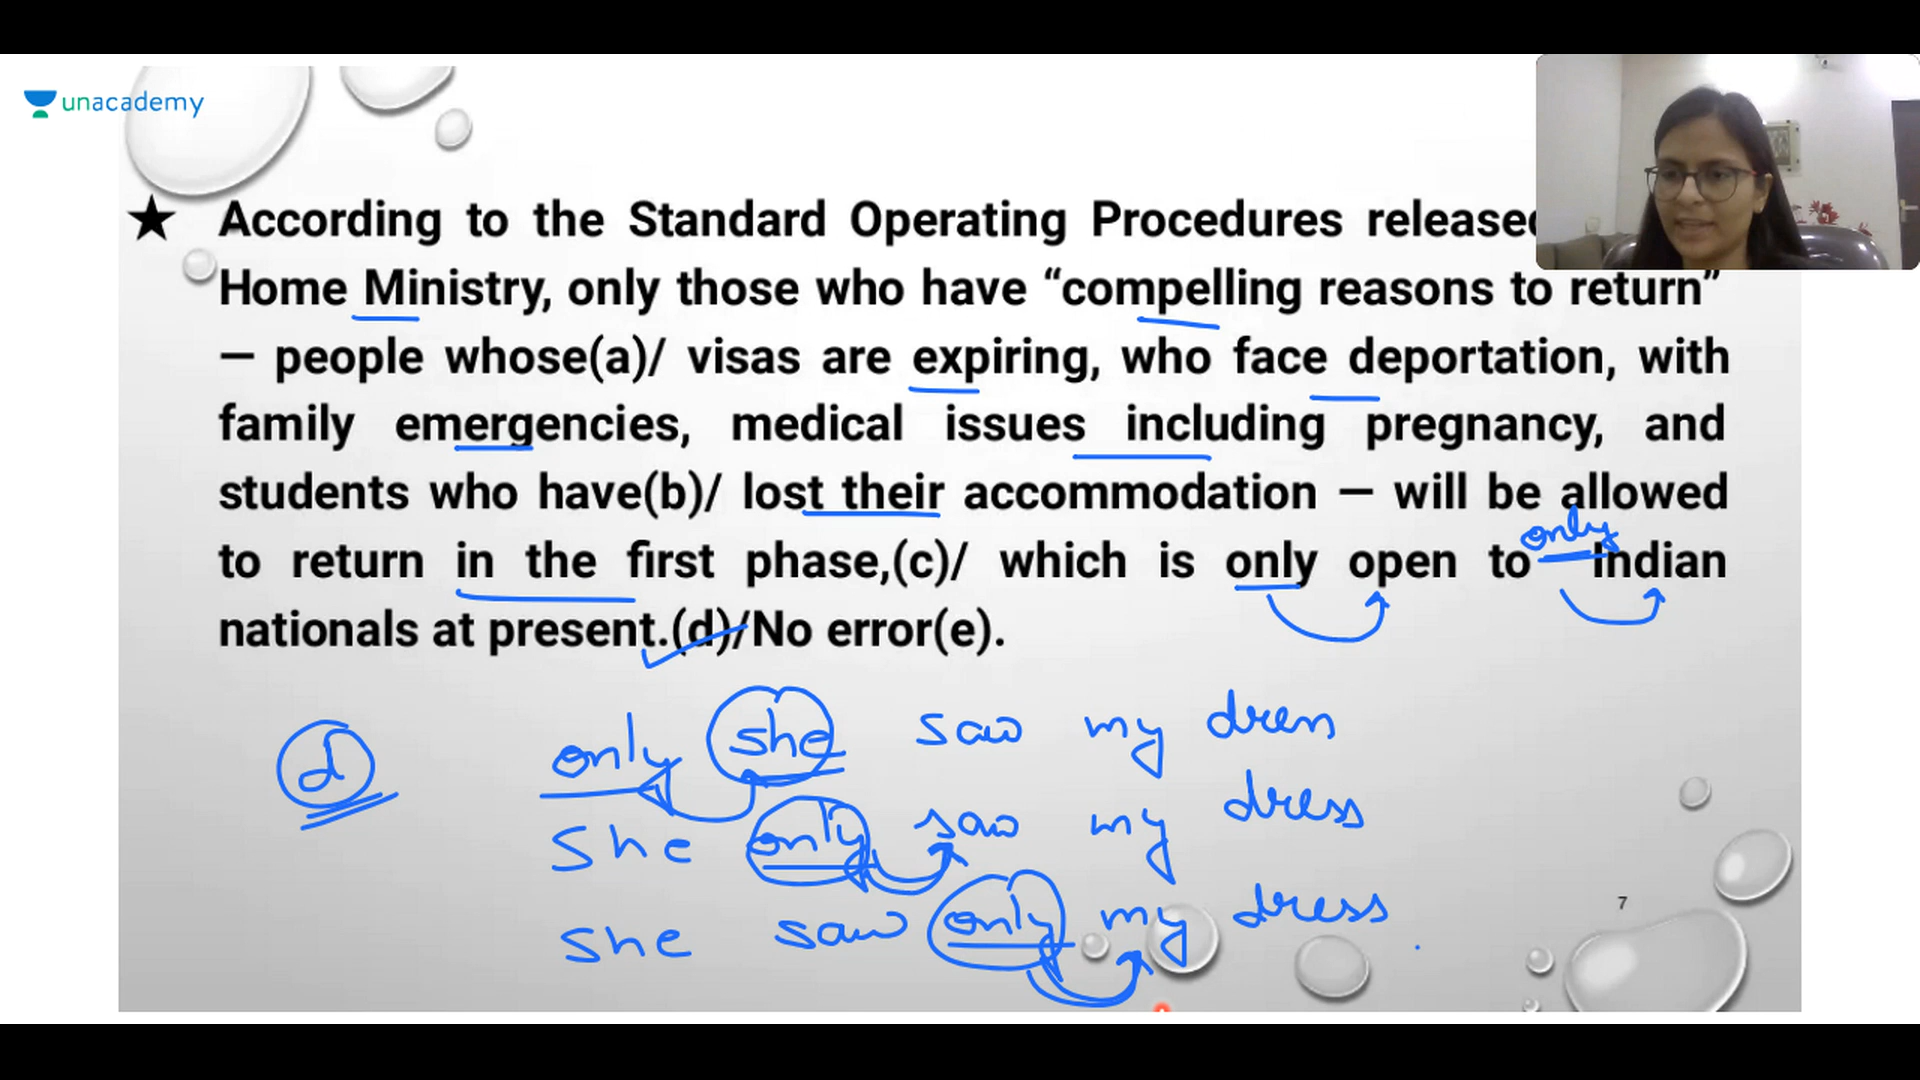 unacademy
★ According to the Standard Operating Procedures released
Home Ministry, only those who have “compelling reasons to return”
— people whose(a)/ visas are expiring, who face deportation, with
family emergencies, medical issues including pregnancy, and
students who have(b)/ lost their accommodation — will be allowed
only
to return in the first phase,(c)/ which is only open to Indian
nationals at present.(d)/No error(e).
d
only she saw my dress
She only saw my dress
She saw only my dress.
7